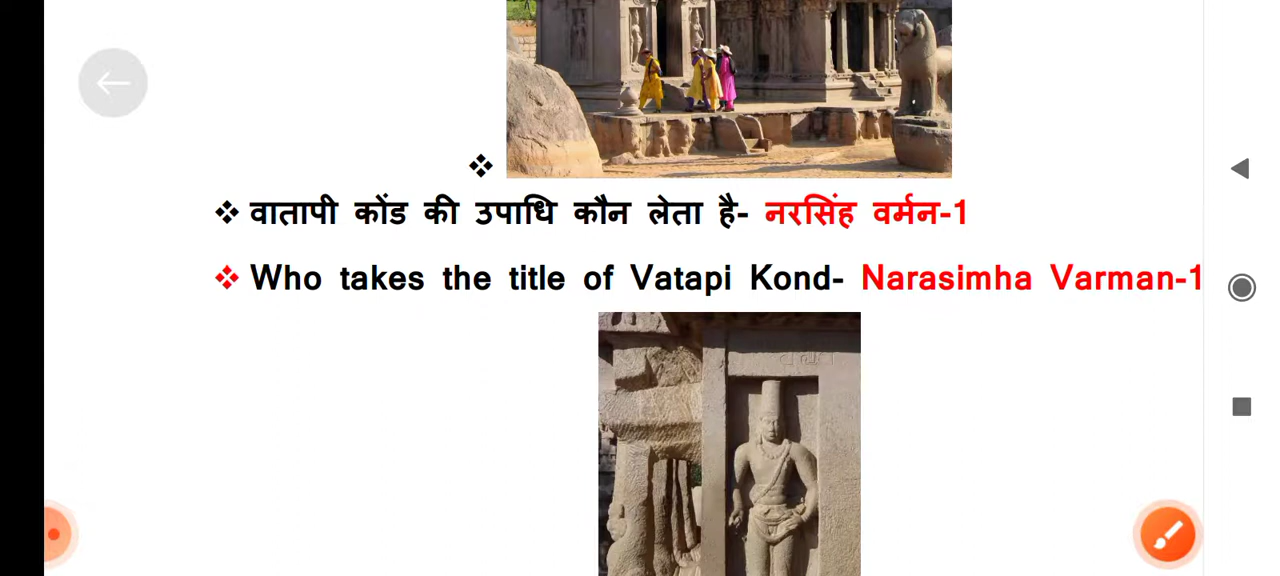 ❖ वातापी कोंड की उपाधि कौन लेता है- नरसिंह वर्मन-1
❖ Who takes the title of Vatapi Kond- Narasimha Varman-1